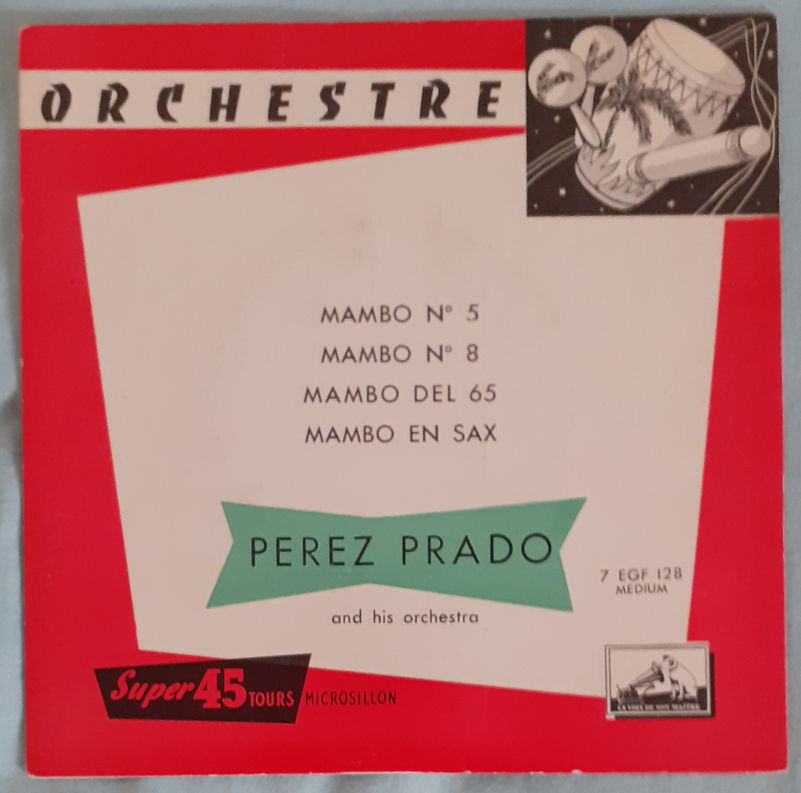 ORCHESTRE
MAMBO N° 5
MAMBO N° 8
MAMBO DEL 65
MAMBO EN SAX
PEREZ PRADO
and his orchestra
7 EGF 128
MEDIUM
Super 45 TOURS MICROSILLON
LA VOIX DE SON MAITRE